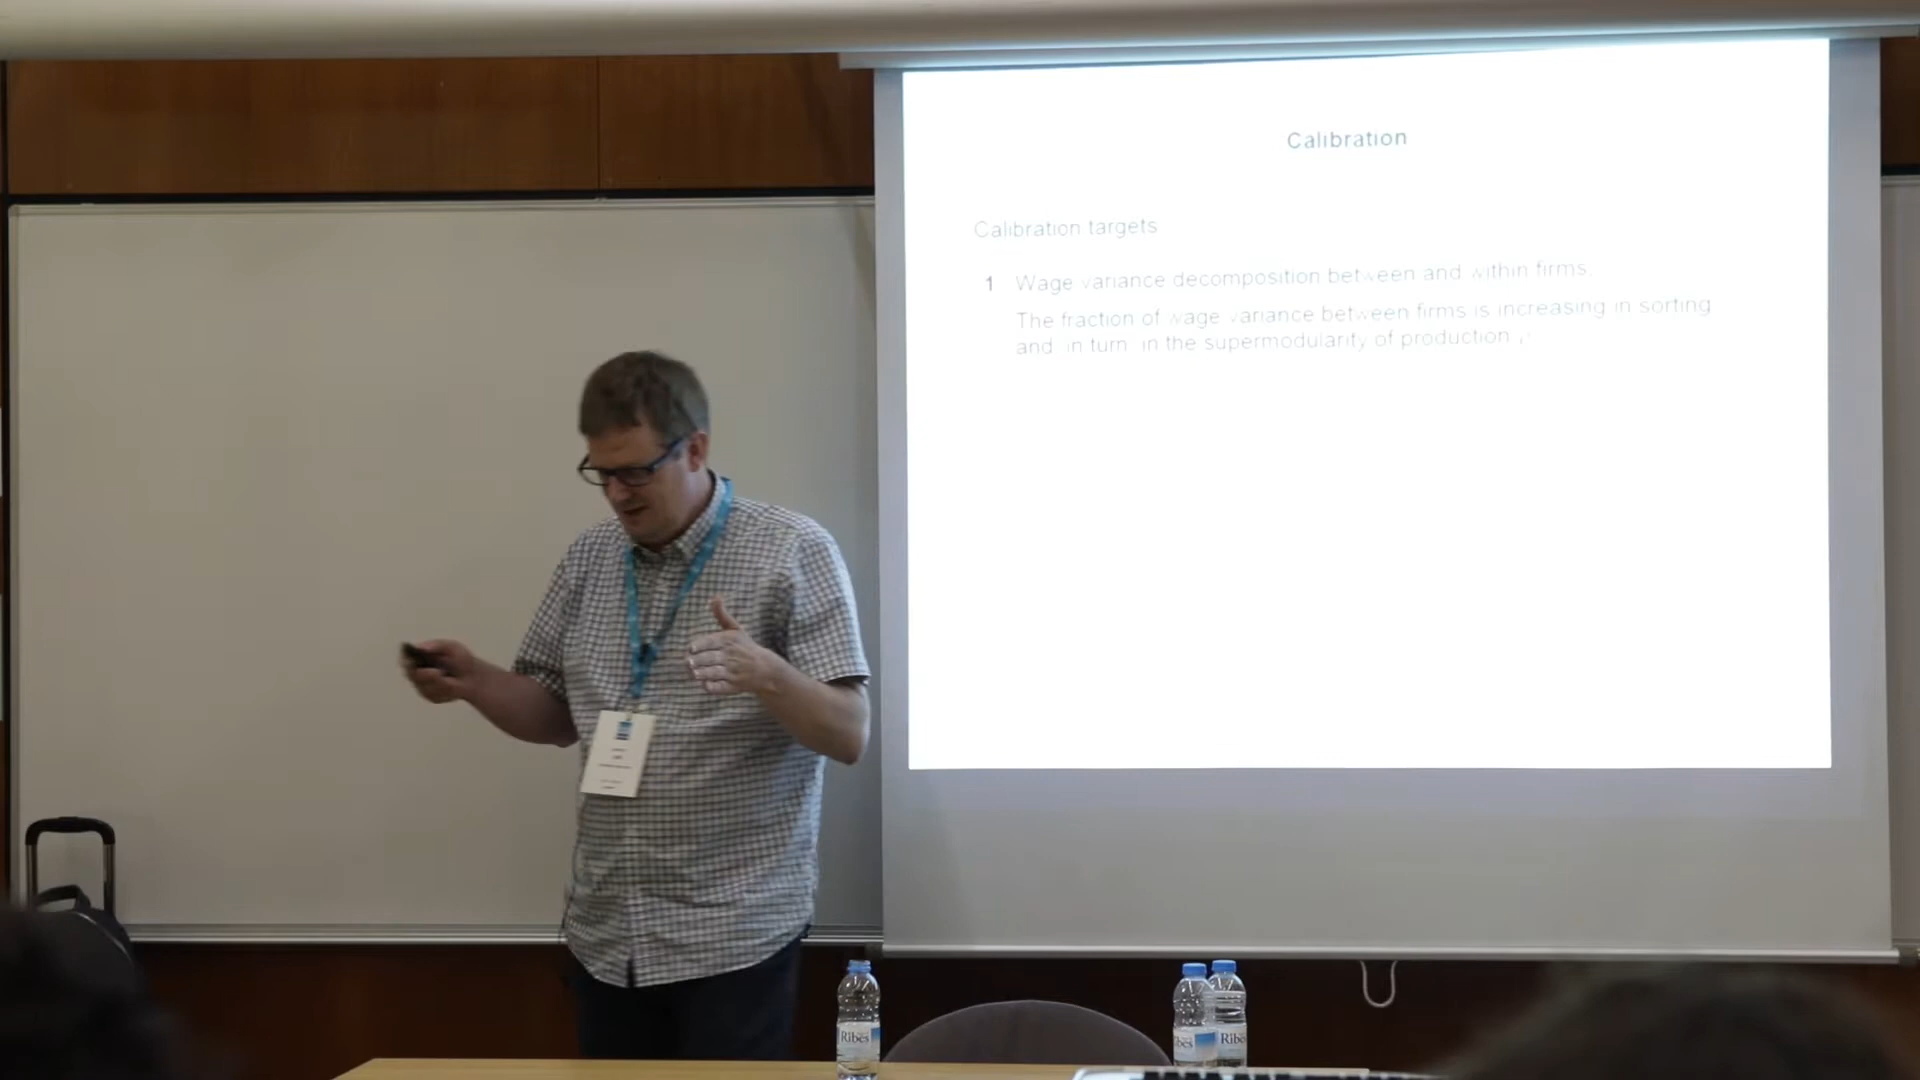 Calibration
Calibration targets
1 Wage variance decomposition between and within firms.
The fraction of wage variance between firms is increasing in sorting
and in turn in the supermodularity of production
Ribes
Ribes